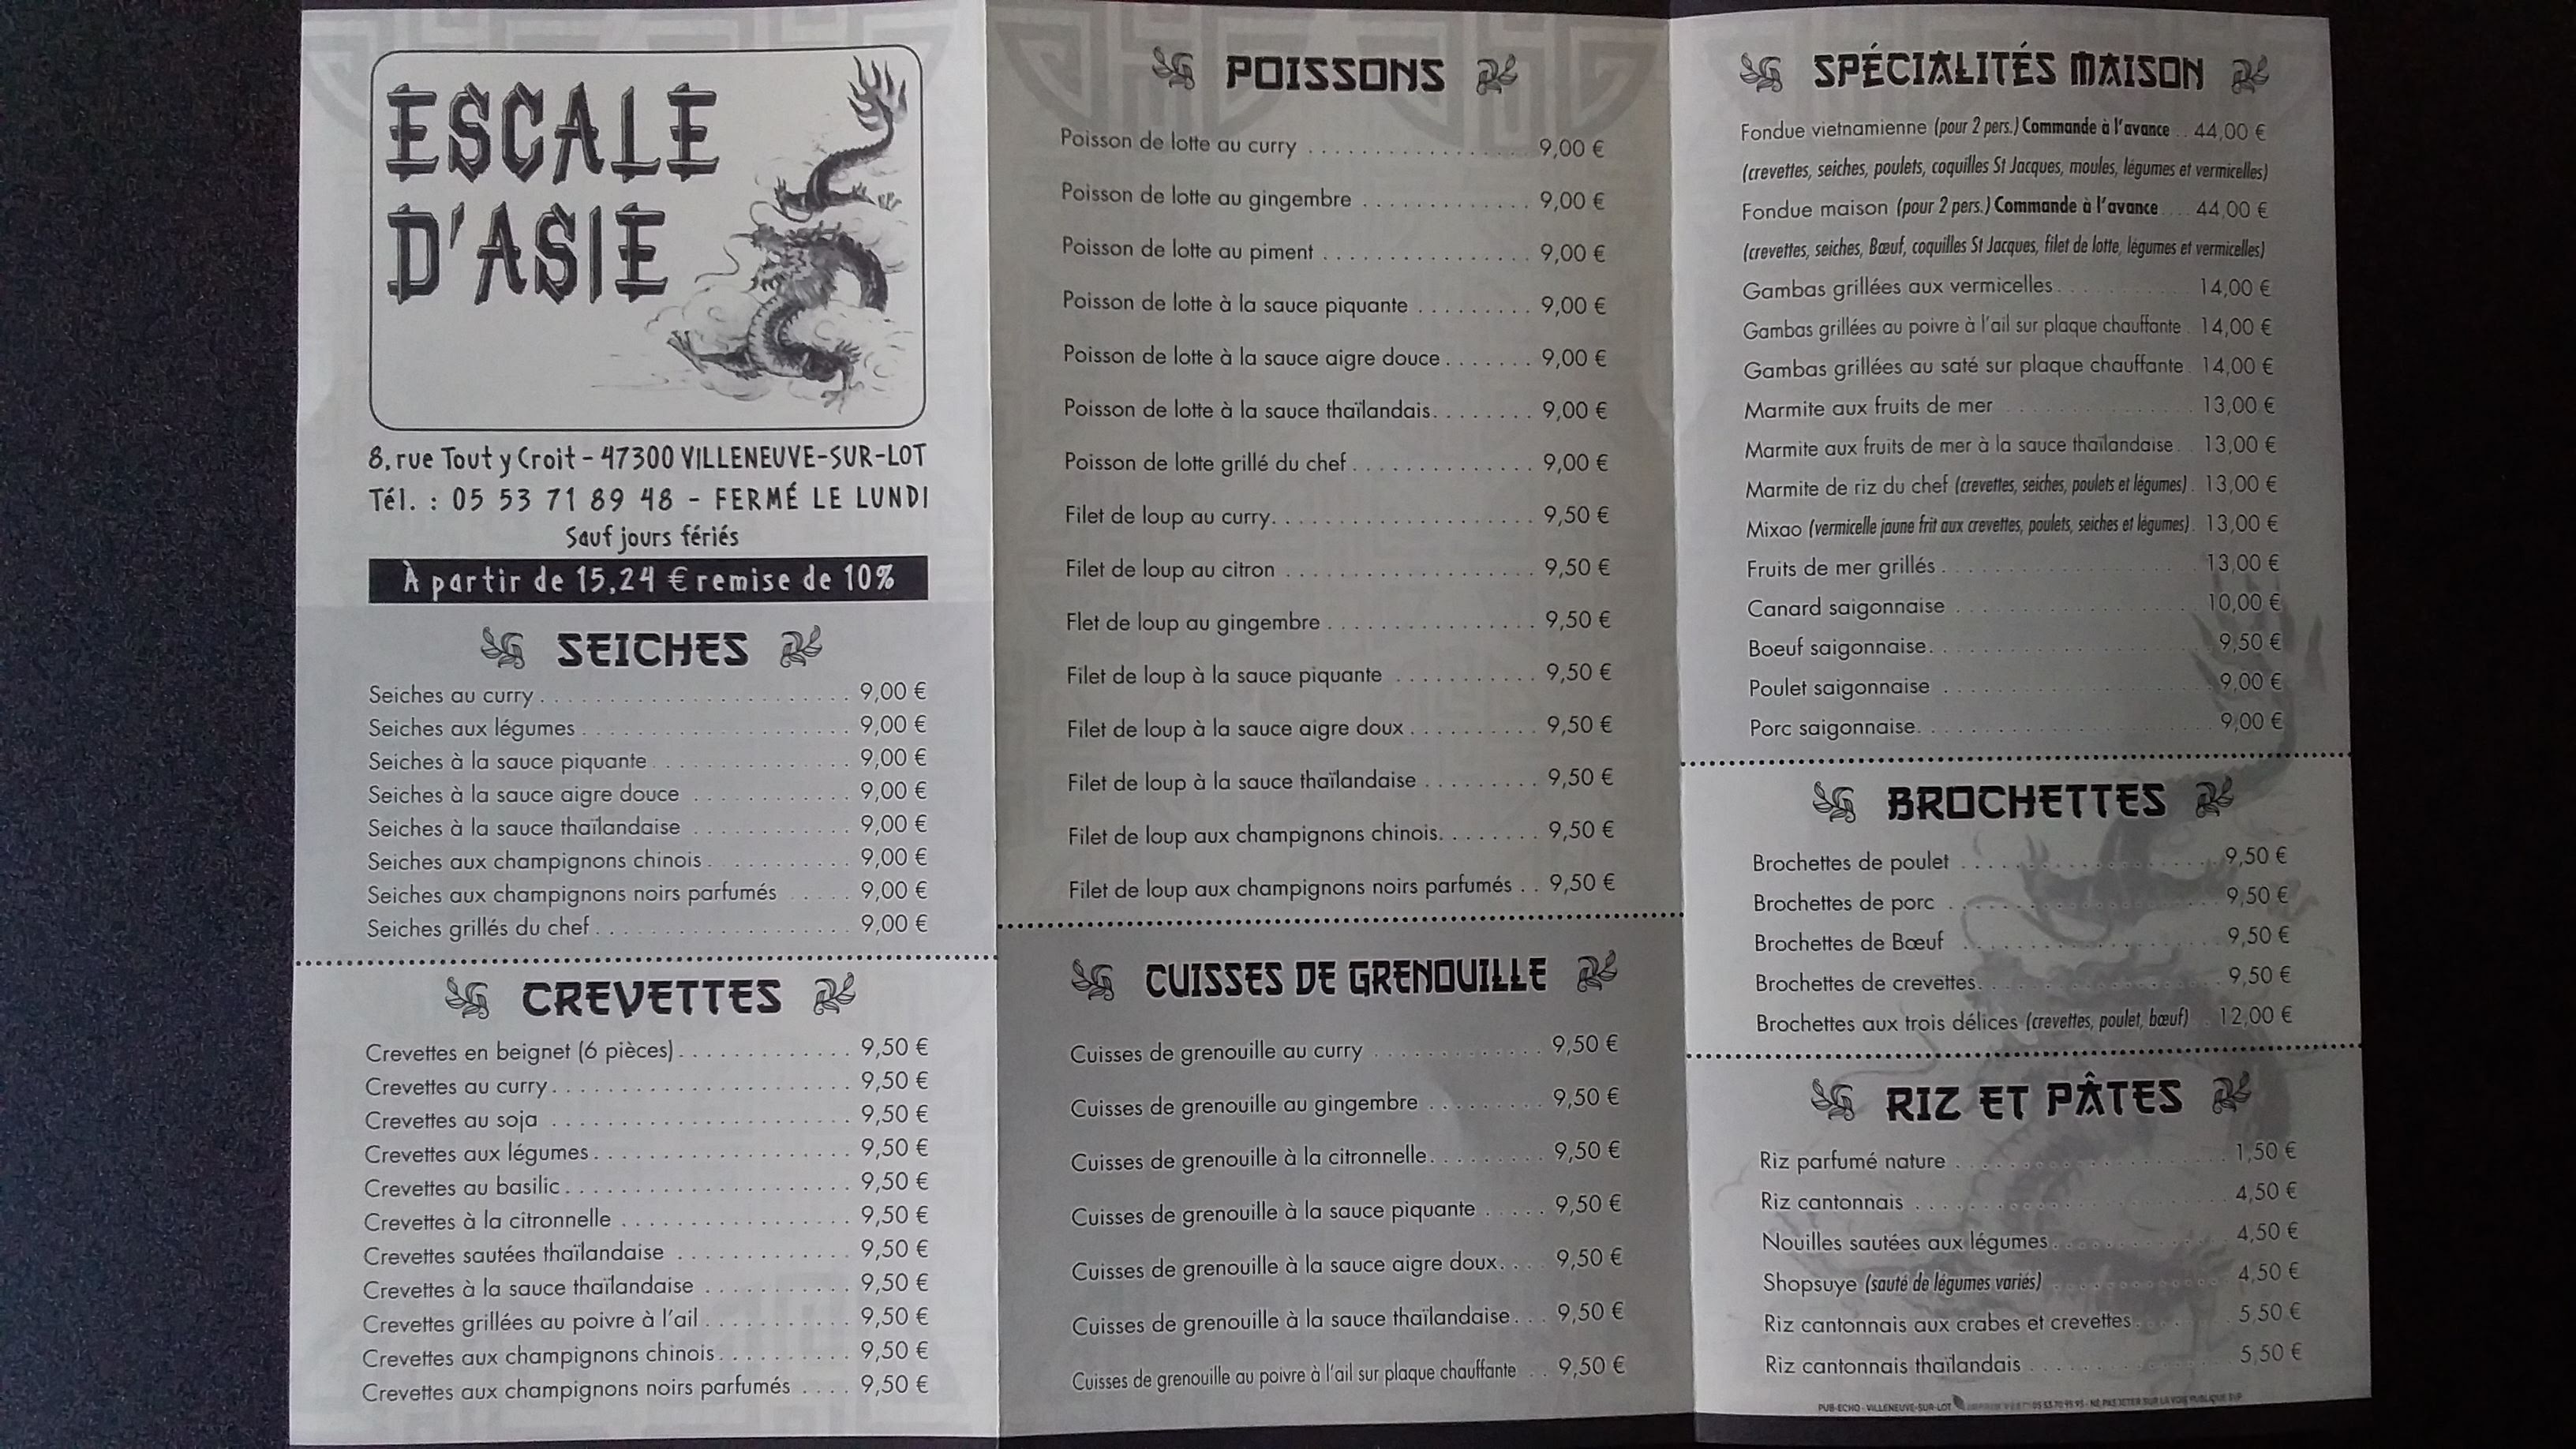 ESCALE
D'ASIE
8, rue Tout y Croit - 47300 VILLENEUVE-SUR-LOT
Tél. : 05 53 71 89 48 - FERMÉ LE LUNDI
Sauf jours fériés
À partir de 15,24 € remise de 10%
SEICHES
Seiches au curry 9,00 €
Seiches aux légumes 9,00 €
Seiches à la sauce piquante 9,00 €
Seiches à la sauce aigre douce 9,00 €
Seiches à la sauce thaïlandaise 9,00 €
Seiches aux champignons chinois 9,00 €
Seiches aux champignons noirs parfumés 9,00 €
Seiches grillés du chef 9,00 €
CREVETTES
Crevettes en beignet (6 pièces) 9,50 €
Crevettes au curry 9,50 €
Crevettes au soja 9,50 €
Crevettes aux légumes 9,50 €
Crevettes au basilic 9,50 €
Crevettes à la citronnelle 9,50 €
Crevettes sautées thaïlandaise 9,50 €
Crevettes à la sauce thaïlandaise 9,50 €
Crevettes grillées au poivre à l'ail 9,50 €
Crevettes aux champignons chinois 9,50 €
Crevettes aux champignons noirs parfumés 9,50 €
POISSONS
Poisson de lotte au curry 9,00 €
Poisson de lotte au gingembre 9,00 €
Poisson de lotte au piment 9,00 €
Poisson de lotte à la sauce piquante 9,00 €
Poisson de lotte à la sauce aigre douce 9,00 €
Poisson de lotte à la sauce thaïlandais 9,00 €
Poisson de lotte grillé du chef 9,00 €
Filet de loup au curry 9,50 €
Filet de loup au citron 9,50 €
Flet de loup au gingembre 9,50 €
Filet de loup à la sauce piquante 9,50 €
Filet de loup à la sauce aigre doux 9,50 €
Filet de loup à la sauce thaïlandaise 9,50 €
Filet de loup aux champignons chinois 9,50 €
Filet de loup aux champignons noirs parfumés 9,50 €
CUISSES DE GRENOUILLE
Cuisses de grenouille au curry 9,50 €
Cuisses de grenouille au gingembre 9,50 €
Cuisses de grenouille à la citronnelle 9,50 €
Cuisses de grenouille à la sauce piquante 9,50 €
Cuisses de grenouille à la sauce aigre doux 9,50 €
Cuisses de grenouille à la sauce thaïlandaise 9,50 €
Cuisses de grenouille au poivre à l'ail sur plaque chauffante 9,50 €
SPÉCIALITÉS MAISON
Fondue vietnamienne (pour 2 pers.) Commande à l'avance 44,00 €
(crevettes, seiches, poulets, coquilles St Jacques, moules, légumes et vermicelles)
Fondue maison (pour 2 pers.) Commande à l'avance 44,00 €
(crevettes, seiches, Bœuf, coquilles St Jacques, filet de lotte, légumes et vermicelles)
Gambas grillées aux vermicelles 14,00 €
Gambas grillées au poivre à l'ail sur plaque chauffante 14,00 €
Gambas grillées au saté sur plaque chauffante 14,00 €
Marmite aux fruits de mer 13,00 €
Marmite aux fruits de mer à la sauce thaïlandaise 13,00 €
Marmite de riz du chef (crevettes, seiches, poulets et légumes) 13,00 €
Mixao (vermicelle jaune frit aux crevettes, poulets, seiches et légumes) 13,00 €
Fruits de mer grillés 13,00 €
Canard saigonnaise 10,00 €
Boeuf saigonnaise 9,50 €
Poulet saigonnaise 9,00 €
Porc saigonnaise 9,00 €
BROCHETTES
Brochettes de poulet 9,50 €
Brochettes de porc 9,50 €
Brochettes de Bœuf 9,50 €
Brochettes de crevettes 9,50 €
Brochettes aux trois délices (crevettes, poulet, bœuf) 12,00 €
RIZ ET PÂTES
Riz parfumé nature 1,50 €
Riz cantonnais 4,50 €
Nouilles sautées aux légumes 4,50 €
Shopsuye (sauté de légumes variés) 4,50 €
Riz cantonnais aux crabes et crevettes 5,50 €
Riz cantonnais thaïlandais 5,50 €
PUB-ECHO - VILLENEUVE-SUR-LOT 05 53 70 95 95 - NE PAS JETER SUR LA VOIE PUBLIQUE